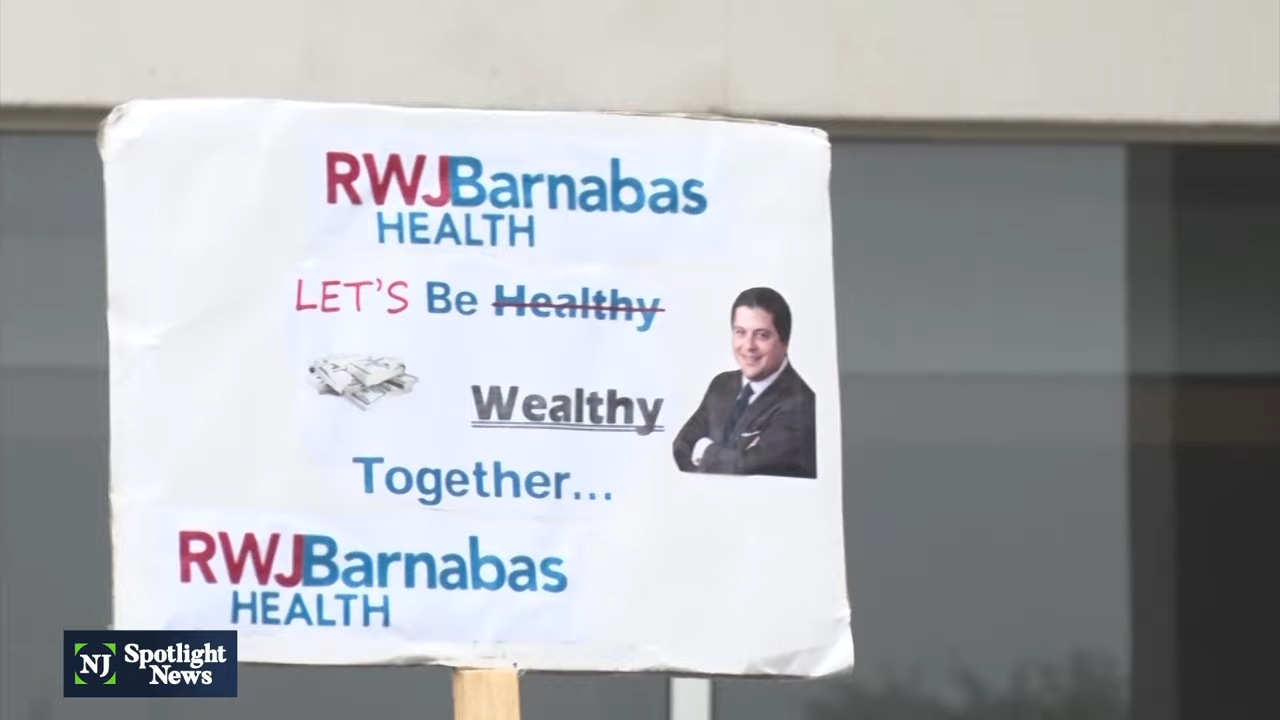 RWJBarnabas
HEALTH
LET'S Be Healthy
Wealthy
Together...
RWJBarnabas
HEALTH
NJ Spotlight
News